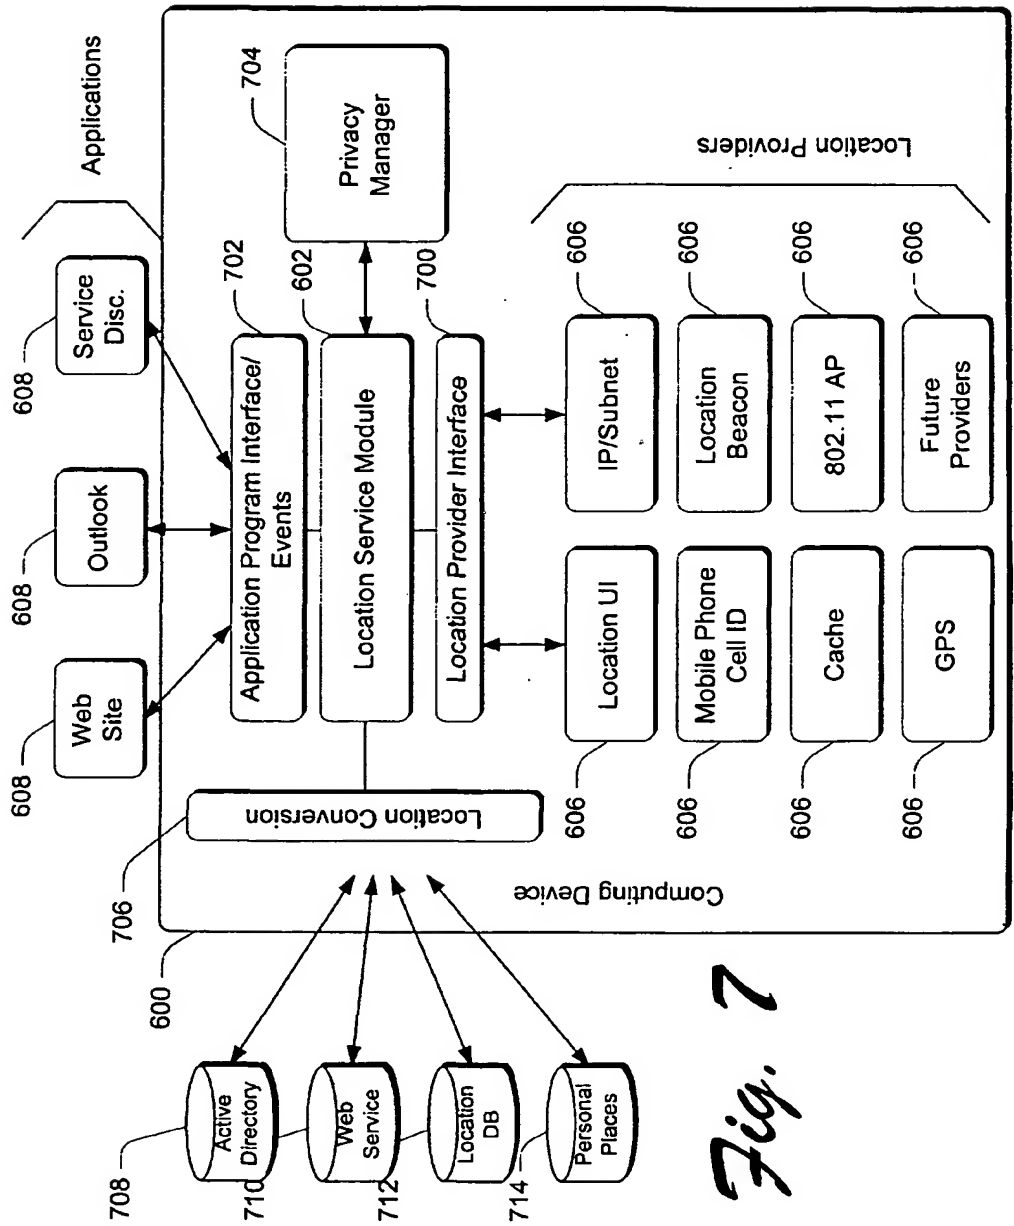 608
Web
Site
608
Outlook
608
Service
Disc.
Applications
600
706
708
Active
Directory
710
Web
Service
712
Location
DB
714
Personal
Places
Location Conversion
702
Application Program Interface/
Events
602
Location Service Module
700
Location Provider Interface
704
Privacy
Manager
606
Location UI
606
IP/Subnet
606
Mobile Phone
Cell ID
606
Location
Beacon
606
Cache
606
802.11 AP
606
GPS
606
Future
Providers
Location Providers
Computing Device
Fig. 7